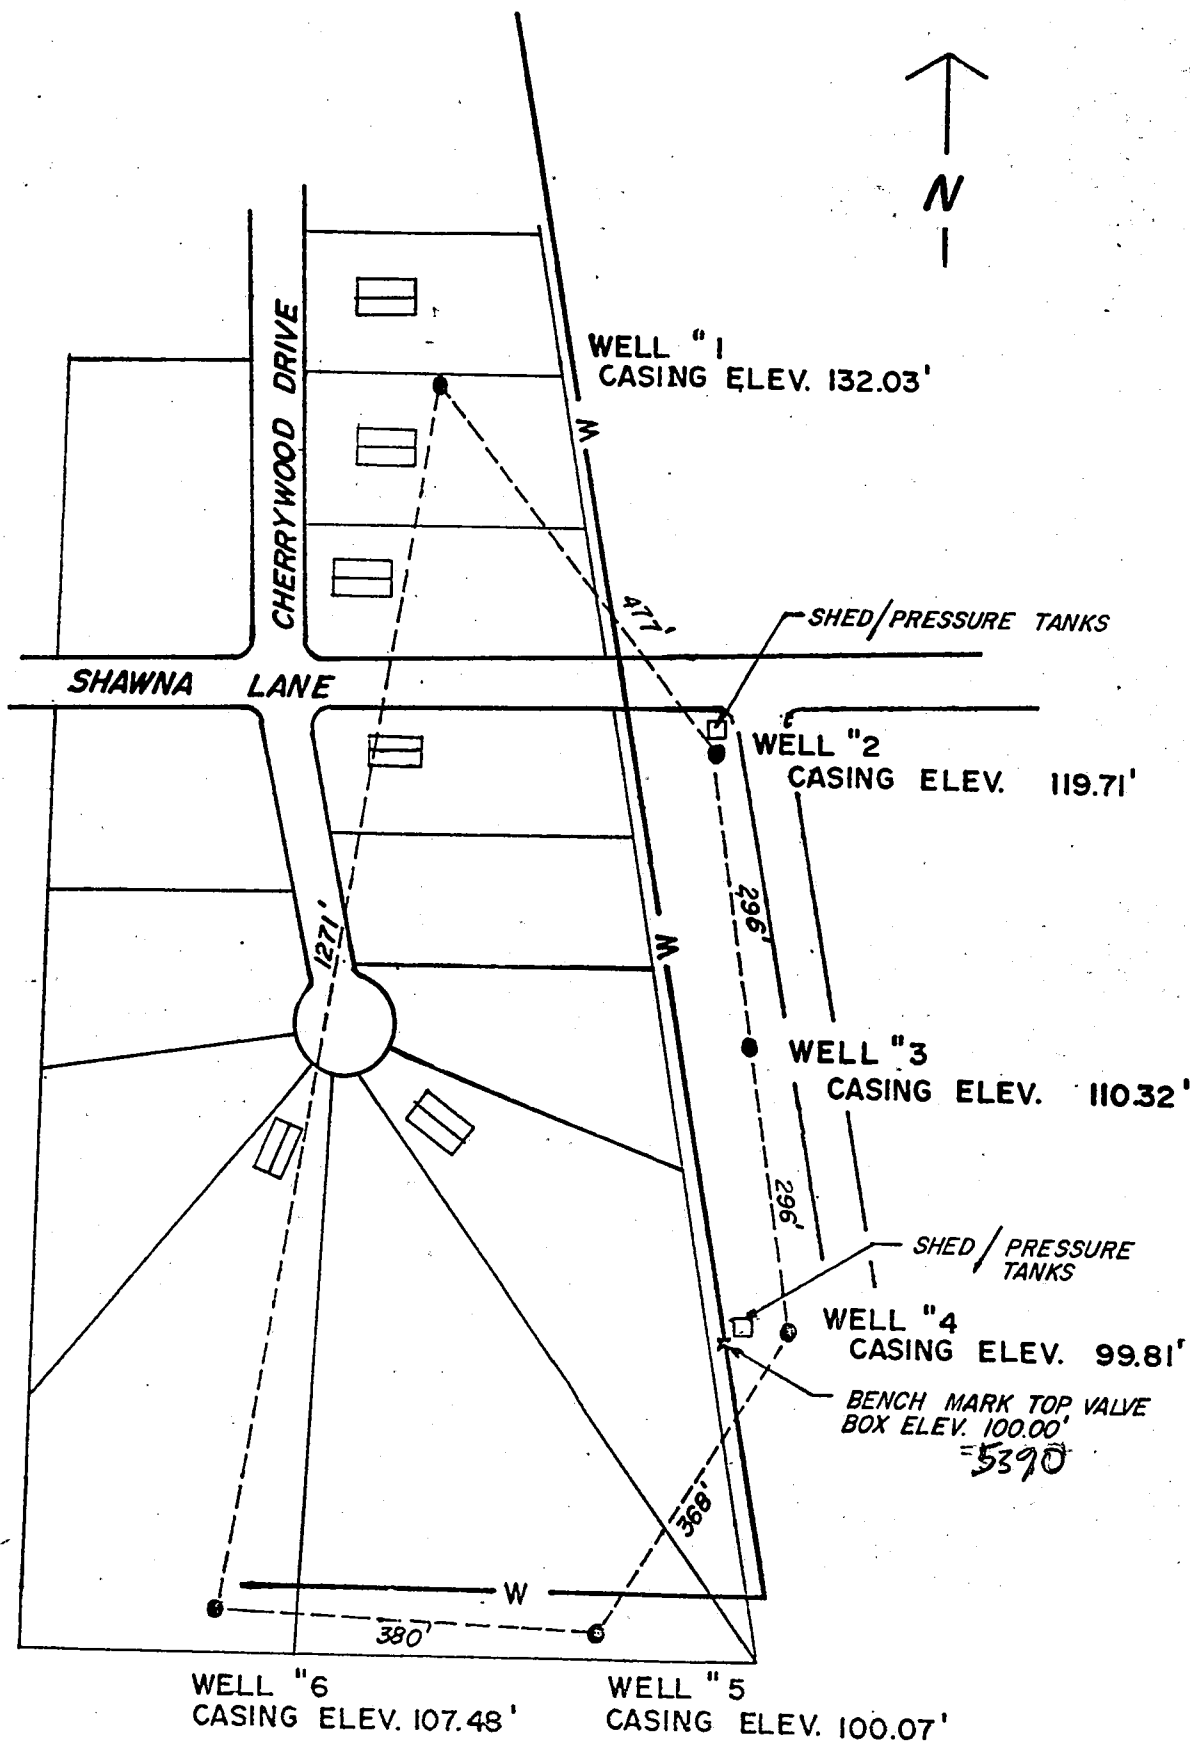 N
WELL "1
CASING ELEV. 132.03'
CHERRYWOOD DRIVE
W
477'
SHED/PRESSURE TANKS
SHAWNA LANE
WELL "2
CASING ELEV. 119.71'
296'
1271'
W
WELL "3
CASING ELEV. 110.32'
296'
SHED/PRESSURE
TANKS
WELL "4
CASING ELEV. 99.81'
BENCH MARK TOP VALVE
BOX ELEV. 100.00'
=5390
368'
W
380'
WELL "6
CASING ELEV. 107.48'
WELL "5
CASING ELEV. 100.07'